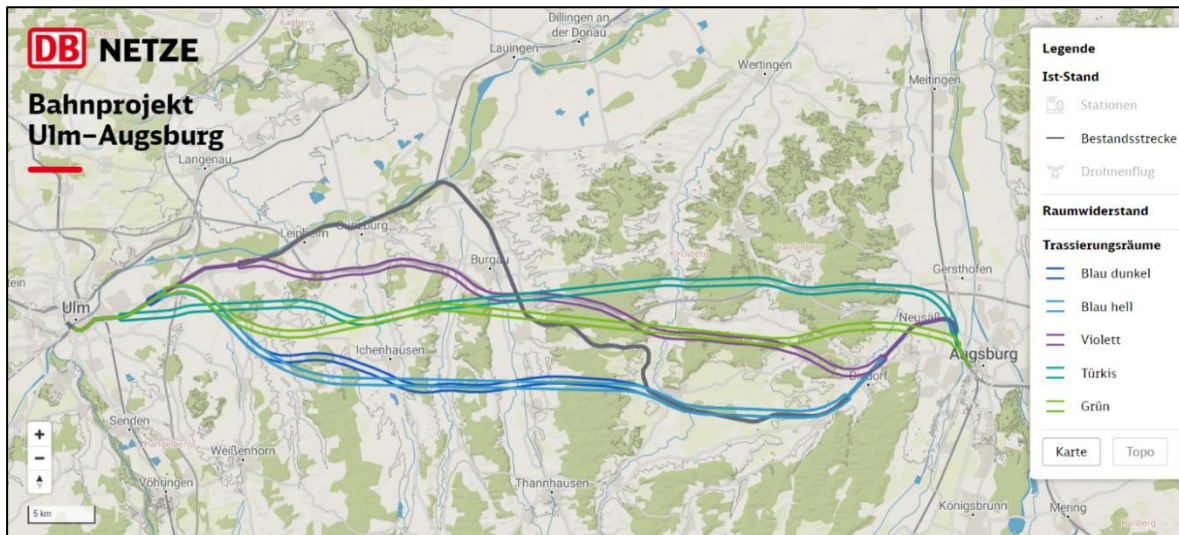 DB NETZE
Bahnprojekt
Ulm–Augsburg
Dillingen an
der Donau
Lauingen
Wertingen
Meitingen
Langenau
Leipheim
Günzburg
Burgau
Gersthofen
Ulm
Neusäß
Ichenhausen
Augsburg
Senden
Weißenhorn
Vöhringen
Thannhausen
Königsbrunn
Mering
+
−
5 km
Legende
Ist-Stand
Stationen
Bestandsstrecke
Drohnenflug
Raumwiderstand
Trassierungsräume
Blau dunkel
Blau hell
Violett
Türkis
Grün
Karte
Topo